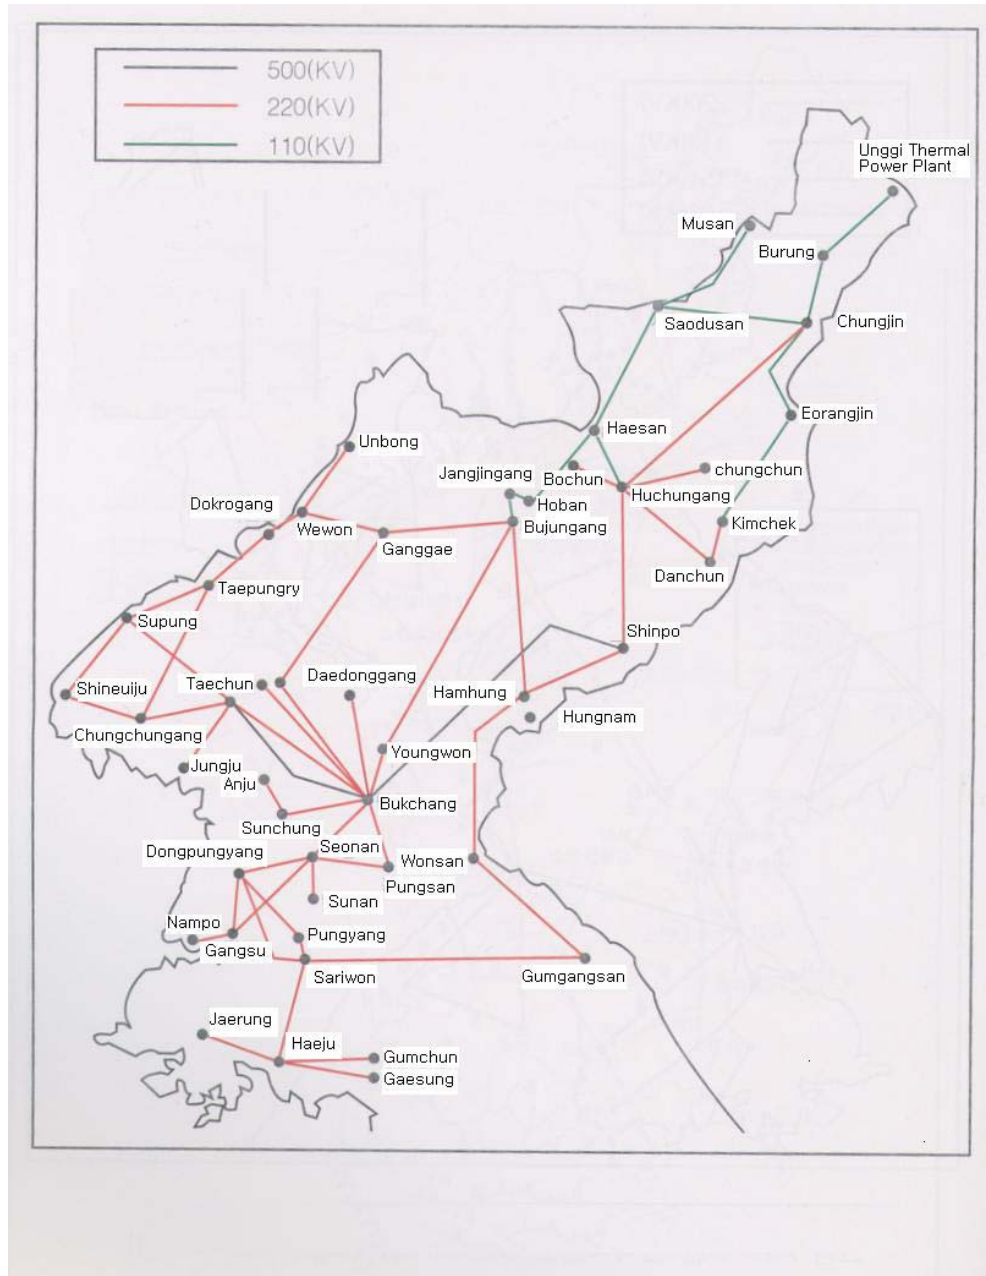 500(KV)
220(KV)
110(KV)
Unggi Thermal
Power Plant
Musan
Burung
Saodusan
Chungjin
Eorangjin
Haesan
Unbong
Jangjingang
Bochun
chungchun
Dokrogang
Hoban
Huchungang
Wewon
Bujungang
Kimchek
Ganggae
Danchun
Taepungry
Supung
Shinpo
Shineuiju
Taechun
Daedonggang
Hamhung
Hungnam
Chungchungang
Youngwon
Jungju
Anju
Bukchang
Sunchung
Seonan
Dongpungyang
Wonsan
Pungsan
Sunan
Nampo
Gangsu
Pungyang
Sariwon
Gumgangsan
Jaerung
Haeju
Gumchun
Gaesung